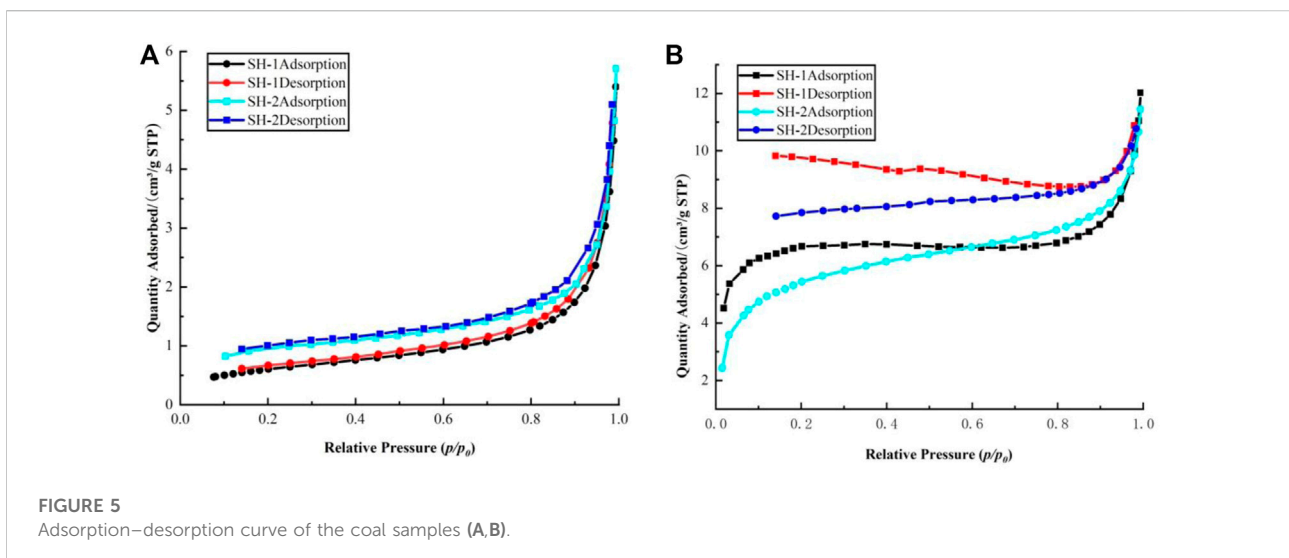 A
SH-1Adsorption
SH-1Desorption
SH-2Adsorption
SH-2Desorption
Quantity Adsorbed/（cm³/g STP）
6
5
4
3
2
1
0
0.0 0.2 0.4 0.6 0.8 1.0
Relative Pressure (p/p₀)
B
SH-1Adsorption
SH-1Desorption
SH-2Adsorption
SH-2Desorption
Quantity Adsorbed/（cm³/g STP）
12
10
8
6
4
2
0.0 0.2 0.4 0.6 0.8 1.0
Relative Pressure (p/p₀)
FIGURE 5
Adsorption–desorption curve of the coal samples (A,B).